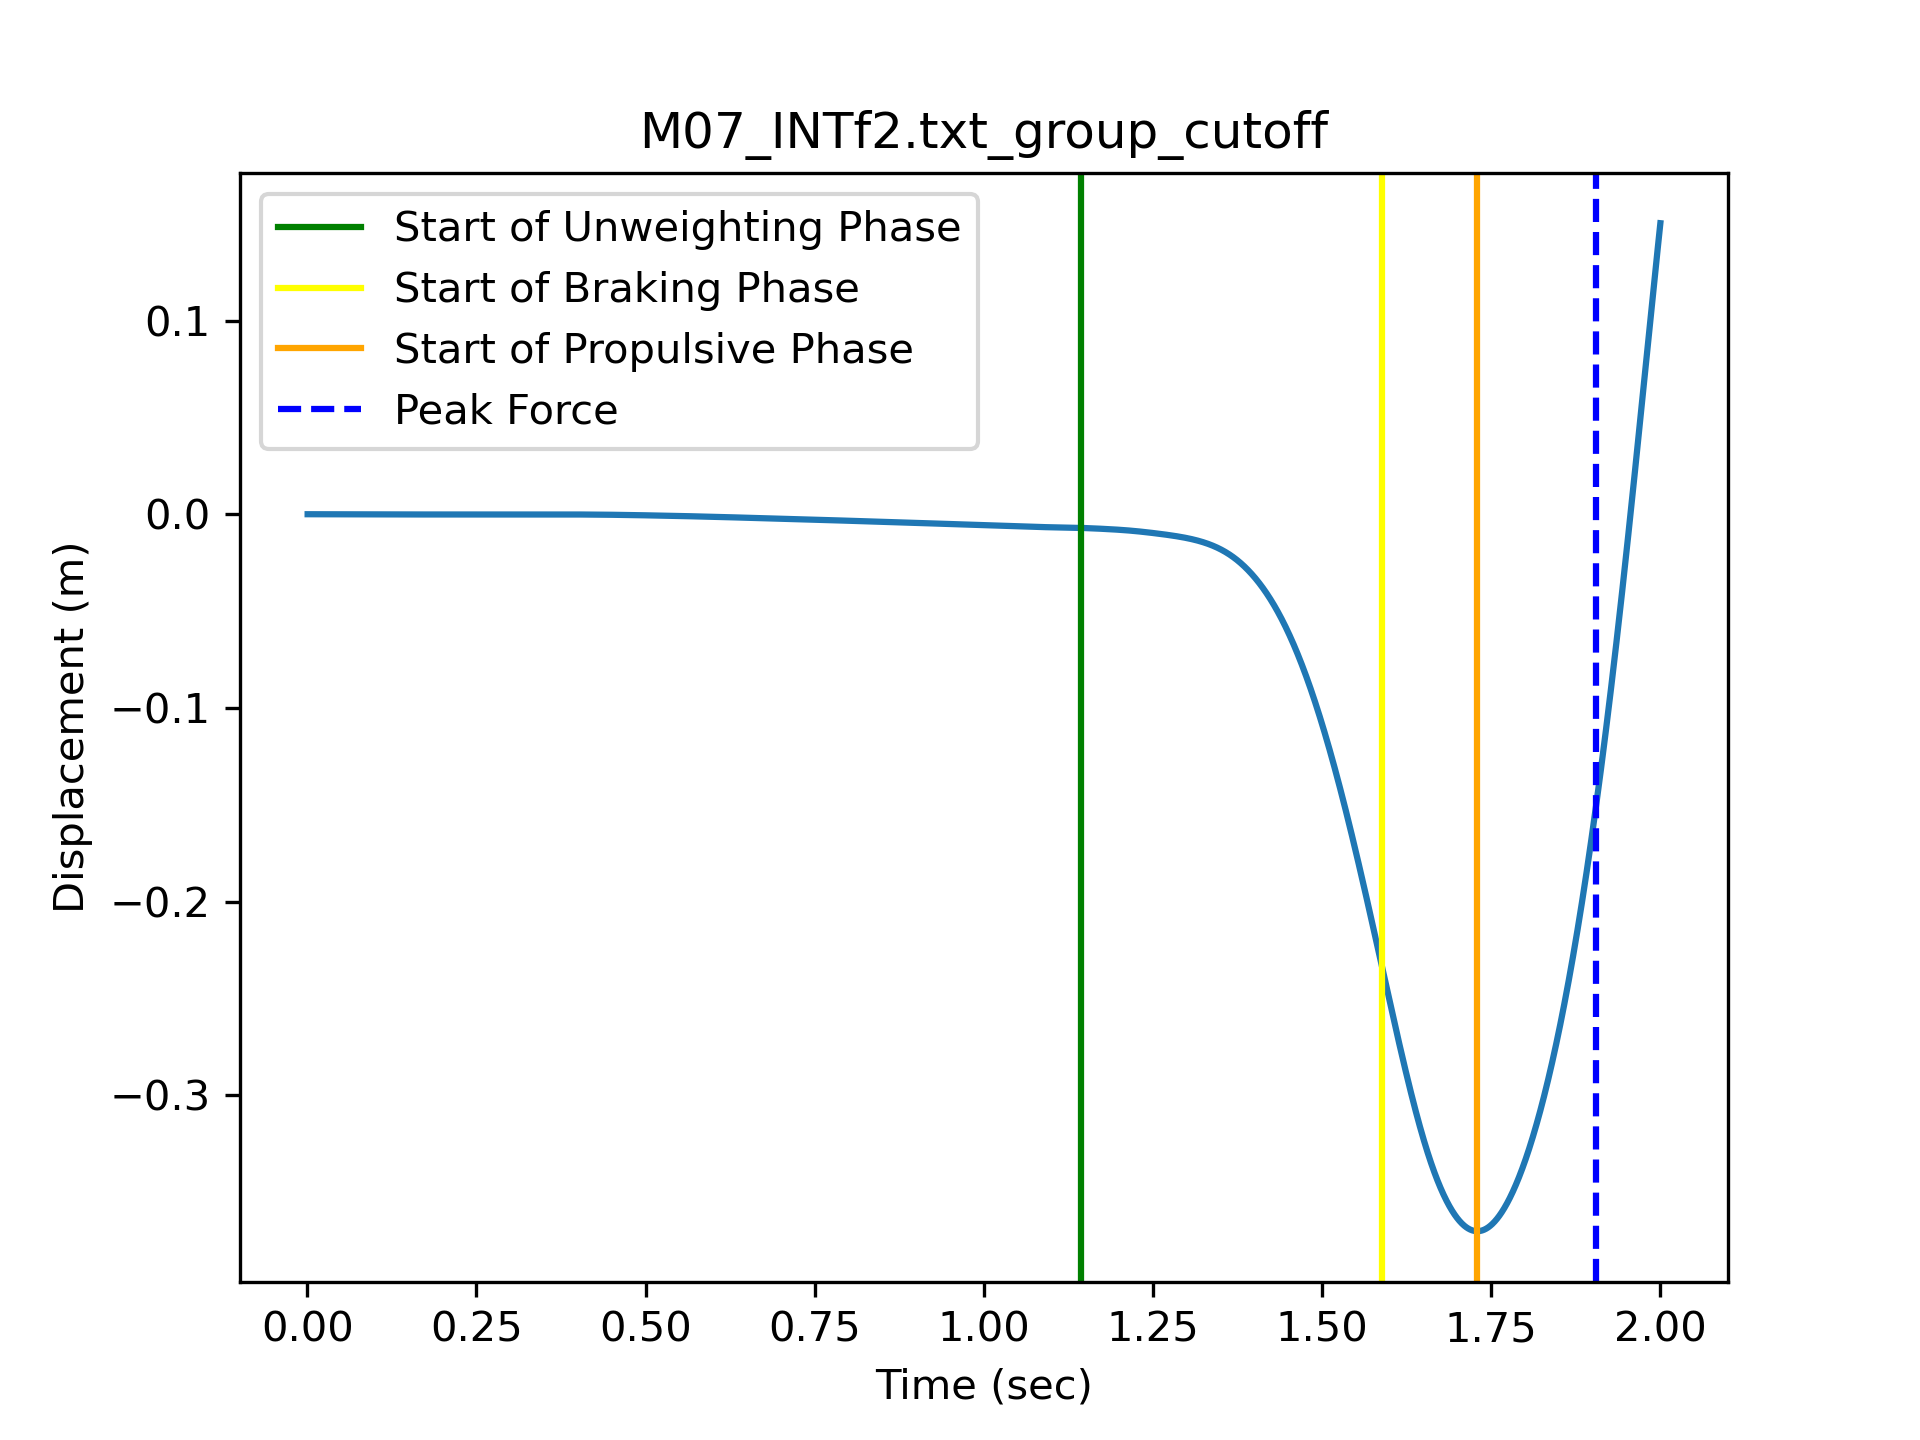 M07_INTf2.txt_group_cutoff
Start of Unweighting Phase
Start of Braking Phase
Start of Propulsive Phase
Peak Force
0.1
0.0
−0.1
−0.2
−0.3
Displacement (m)
0.00 0.25 0.50 0.75 1.00 1.25 1.50 1.75 2.00
Time (sec)